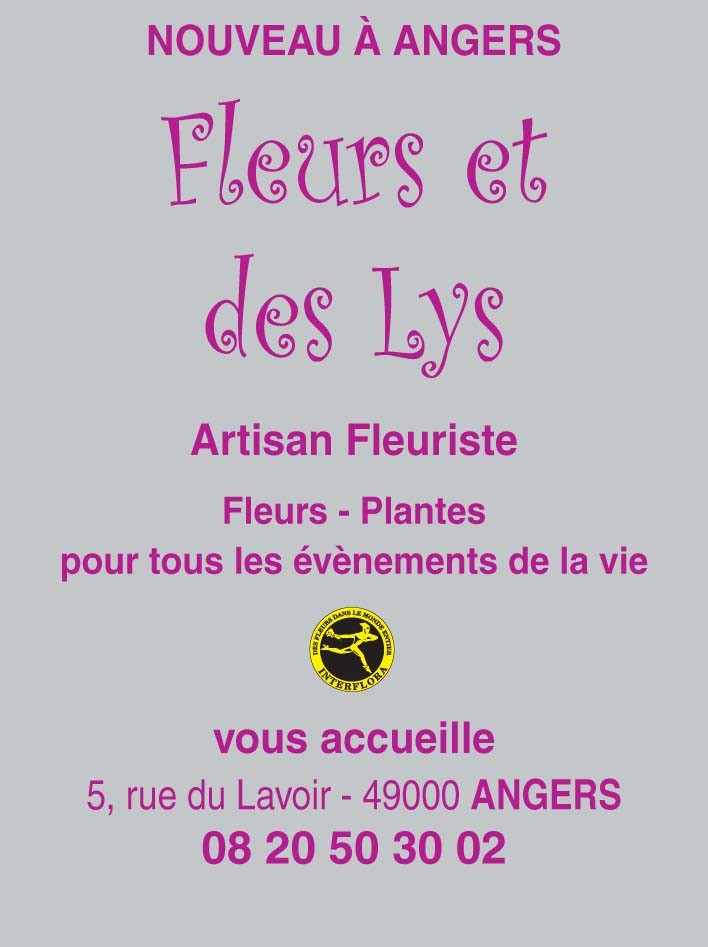 NOUVEAU À ANGERS
Fleurs et
des Lys
Artisan Fleuriste
Fleurs - Plantes
pour tous les évènements de la vie
DES FLEURS DANS LE MONDE ENTIER
INTERFLORA
vous accueille
5, rue du Lavoir - 49000 ANGERS
08 20 50 30 02